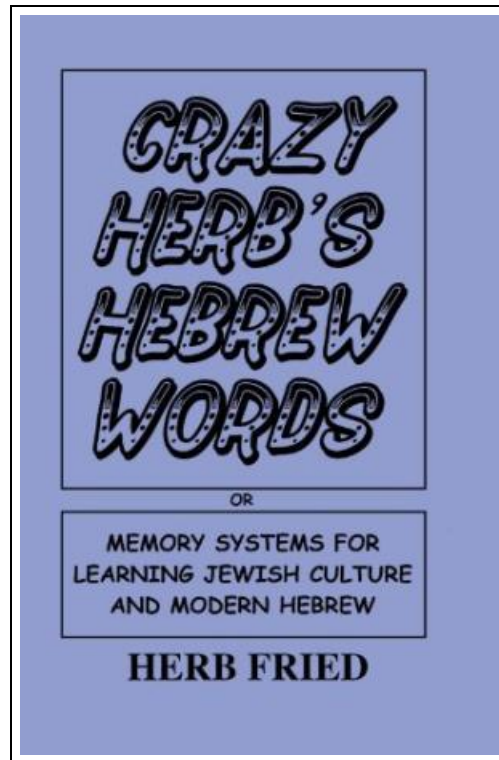 CRAZY
HERB'S
HEBREW
WORDS
OR
MEMORY SYSTEMS FOR
LEARNING JEWISH CULTURE
AND MODERN HEBREW
HERB FRIED